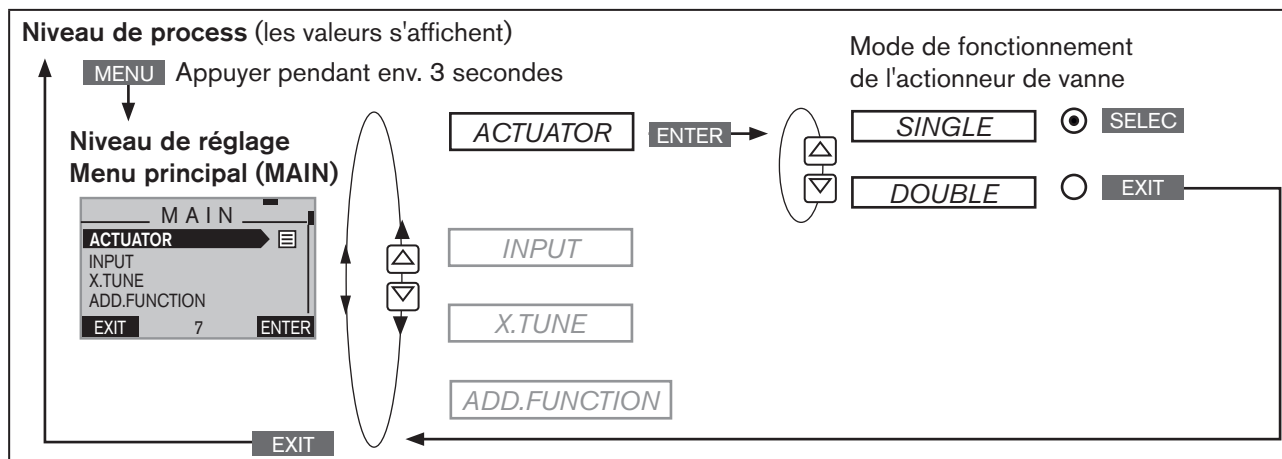 Niveau de process (les valeurs s'affichent)
MENU Appuyer pendant env. 3 secondes
Niveau de réglage
Menu principal (MAIN)
MAIN
ACTUATOR
INPUT
X.TUNE
ADD.FUNCTION
EXIT 7 ENTER
ACTUATOR ENTER
INPUT
X.TUNE
ADD.FUNCTION
Mode de fonctionnement
de l'actionneur de vanne
SINGLE SELEC
DOUBLE EXIT
EXIT